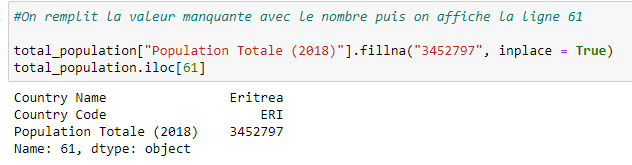 #On remplit la valeur manquante avec le nombre puis on affiche la ligne 61
total_population["Population Totale (2018)"].fillna("3452797", inplace = True)
total_population.iloc[61]
Country Name                 Eritrea
Country Code                     ERI
Population Totale (2018)     3452797
Name: 61, dtype: object